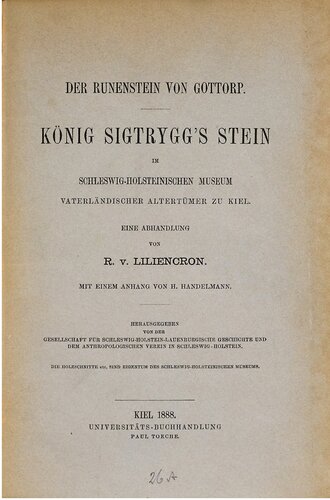 DER RUNENSTEIN VON GOTTORP.
KÖNIG SIGTRYGG'S STEIN
IM
SCHLESWIG-HOLSTEINISCHEN MUSEUM
VATERLÄNDISCHER ALTERTÜMER ZU KIEL.
EINE ABHANDLUNG
VON
R. v. LILIENCRON.
MIT EINEM ANHANG VON H. HANDELMANN.
HERAUSGEGEBEN
VON DER
GESELLSCHAFT FÜR SCHLESWIG-HOLSTEIN-LAUENBURGISCHE GESCHICHTE UND
DEM ANTHROPOLOGISCHEN VEREIN IN SCHLESWIG-HOLSTEIN.
DIE HOLZSCHNITTE etc. SIND EIGENTUM DES SCHLESWIG-HOLSTEINISCHEN MUSEUMS.
KIEL 1888.
UNIVERSITÄTS-BUCHHANDLUNG
PAUL TOECHE.
26 A